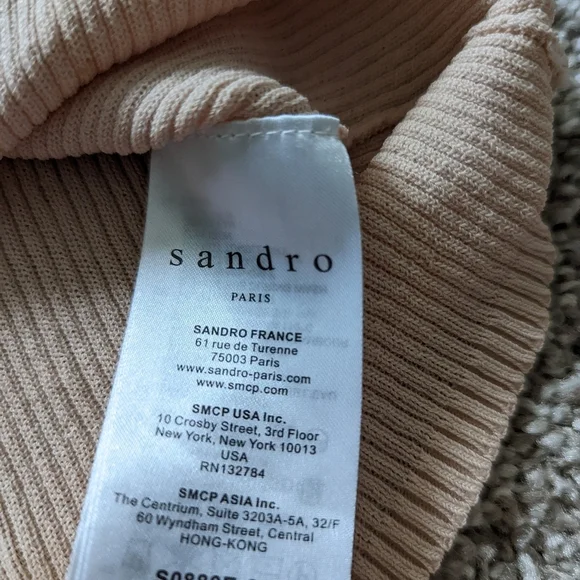 sandro
PARIS
SANDRO FRANCE
61 rue de Turenne
75003 Paris
www.sandro-paris.com
www.smcp.com
SMCP USA Inc.
10 Crosby Street, 3rd Floor
New York, New York 10013
USA
RN132784
SMCP ASIA Inc.
The Centrium, Suite 3203A-5A, 32/F
60 Wyndham Street, Central
HONG-KONG